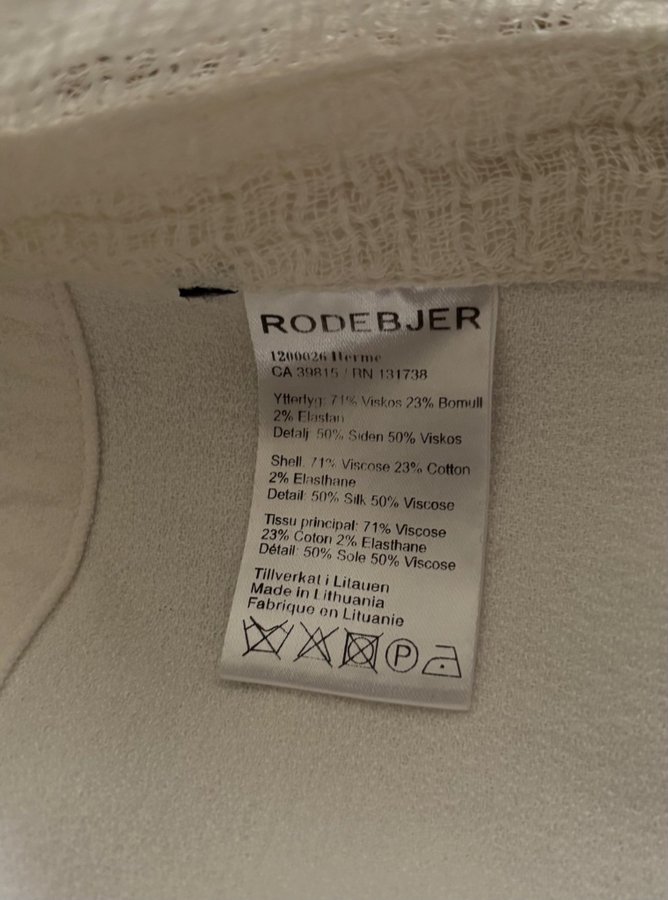 RODEBJER
1200026 Herme
CA 39815 / RN 131738
Yttertyg: 71% Viskos 23% Bomull
2% Elastan
Detalj: 50% Siden 50% Viskos
Shell: 71% Viscose 23% Cotton
2% Elasthane
Detail: 50% Silk 50% Viscose
Tissu principal: 71% Viscose
23% Coton 2% Elasthane
Détail: 50% Soie 50% Viscose
Tillverkat i Litauen
Made in Lithuania
Fabrique en Lituanie
P